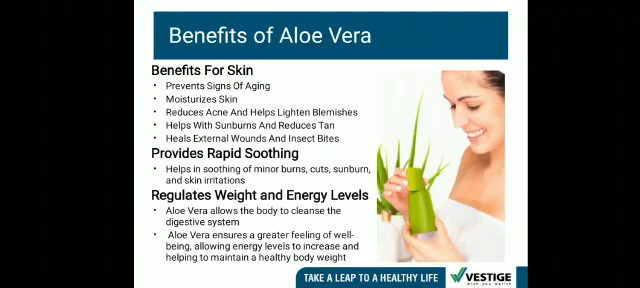 Benefits of Aloe Vera
Benefits For Skin
• Prevents Signs Of Aging
• Moisturizes Skin
• Reduces Acne And Helps Lighten Blemishes
• Helps With Sunburns And Reduces Tan
• Heals External Wounds And Insect Bites
Provides Rapid Soothing
• Helps in soothing of minor burns, cuts, sunburn,
and skin irritations
Regulates Weight and Energy Levels
• Aloe Vera allows the body to cleanse the
digestive system
• Aloe Vera ensures a greater feeling of well-
being, allowing energy levels to increase and
helping to maintain a healthy body weight
TAKE A LEAP TO A HEALTHY LIFE
VESTIGE
Wish you wellth